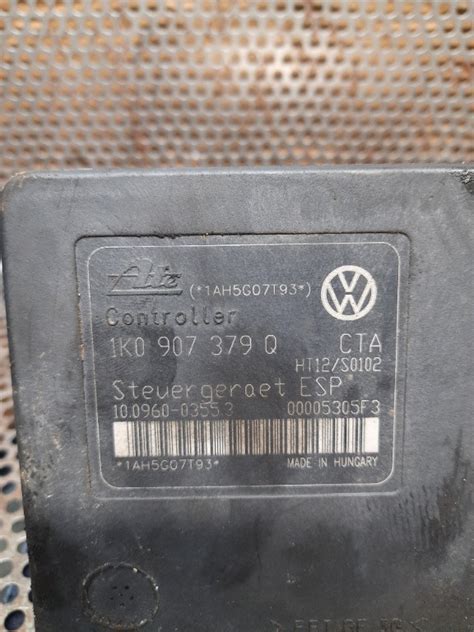 Ate (*1AH5G07T93*)
Controller
1K0 907 379 Q CTA
HT12/S0102
Steuergeraet ESP
10.0960-0355.3 00005305F3
*1AH5G07T93* MADE IN HUNGARY